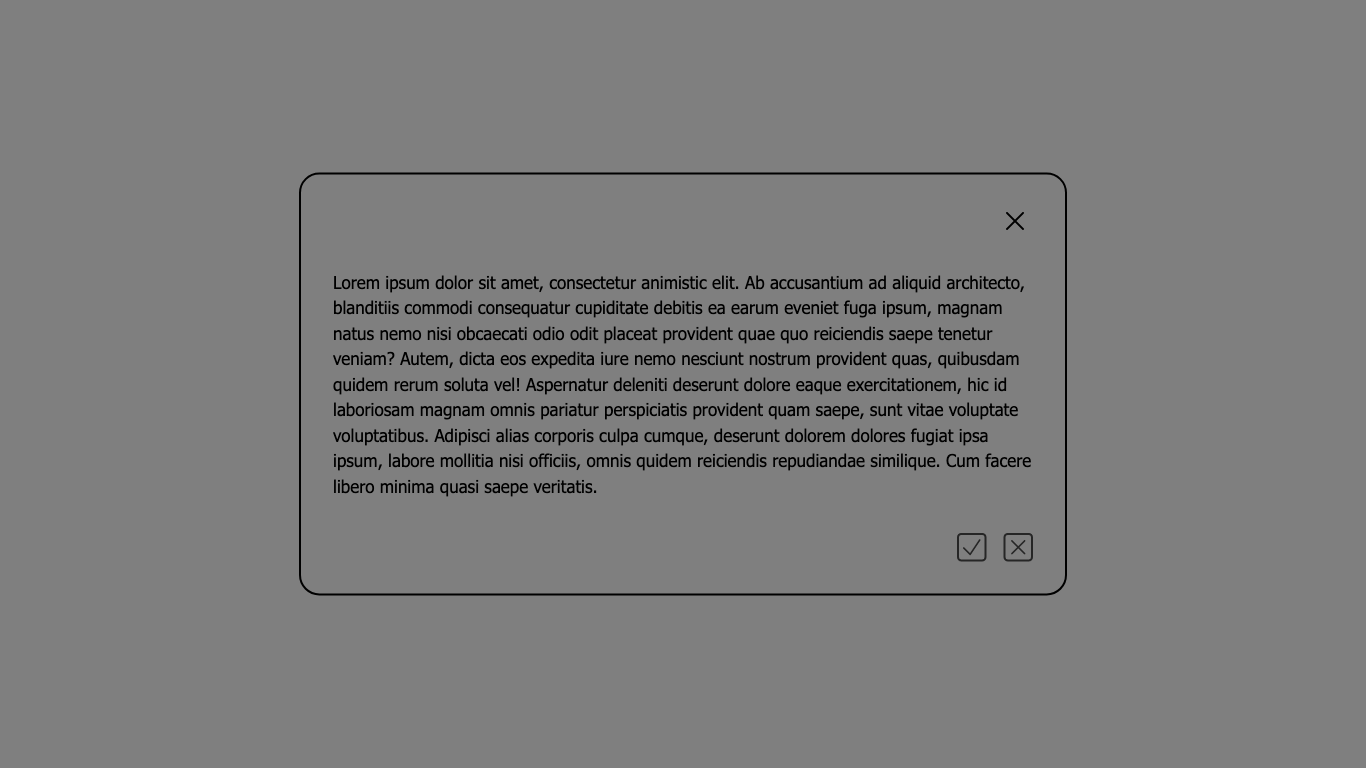 Lorem ipsum dolor sit amet, consectetur animistic elit. Ab accusantium ad aliquid architecto,
blanditiis commodi consequatur cupiditate debitis ea earum eveniet fuga ipsum, magnam
natus nemo nisi obcaecati odio odit placeat provident quae quo reiciendis saepe tenetur
veniam? Autem, dicta eos expedita iure nemo nesciunt nostrum provident quas, quibusdam
quidem rerum soluta vel! Aspernatur deleniti deserunt dolore eaque exercitationem, hic id
laboriosam magnam omnis pariatur perspiciatis provident quam saepe, sunt vitae voluptate
voluptatibus. Adipisci alias corporis culpa cumque, deserunt dolorem dolores fugiat ipsa
ipsum, labore mollitia nisi officiis, omnis quidem reiciendis repudiandae similique. Cum facere
libero minima quasi saepe veritatis.